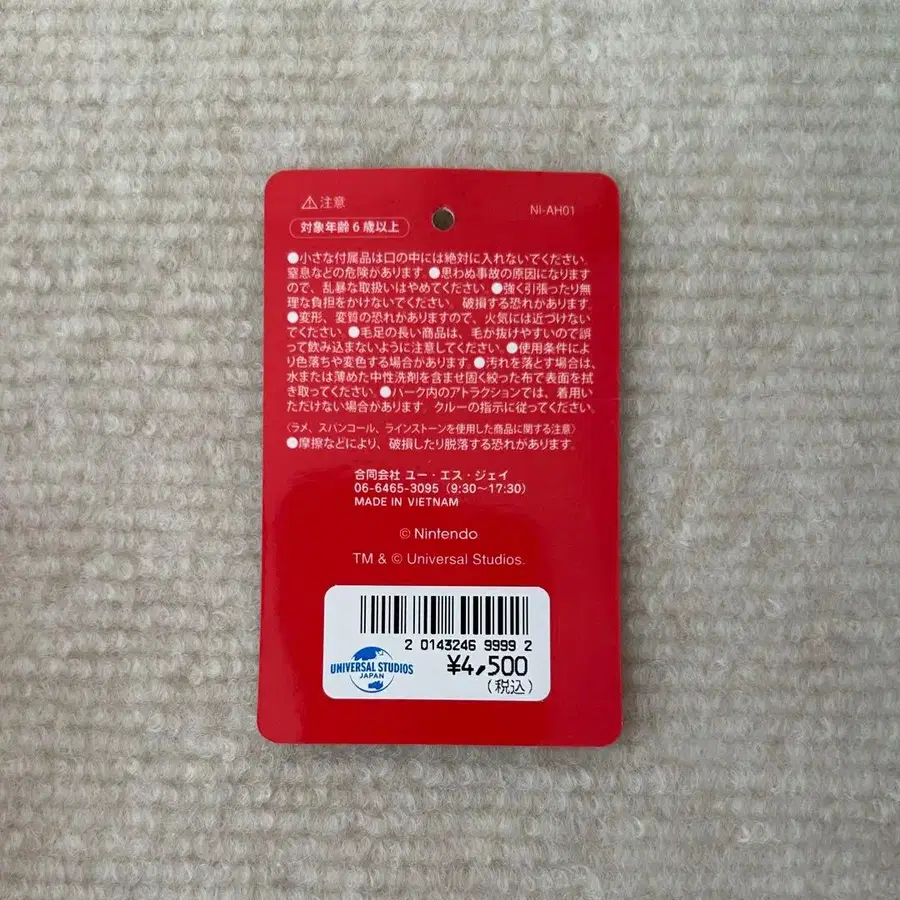 ⚠注意
NI-AH01
対象年齢6歳以上
●小さな付属品は口の中には絶対に入れないでください。
窒息などの危険があります。●思わぬ事故の原因になります
ので、乱暴な取扱いはやめてください。●強く引張ったり無
理な負担をかけないでください。破損する恐れがあります。
●変形、変質の恐れがありますので、火気には近づけない
でください。●毛足の長い商品は、毛が抜けやすいので誤
って飲み込まないように注意してください。●使用条件によ
り色落ちや変色する場合があります。●汚れを落とす場合は、
水または薄めた中性洗剤を含ませ固く絞った布で表面を拭
き取ってください。●パーク内のアトラクションでは、着用い
ただけない場合があります。クルーの指示に従ってください。
〈ラメ、スパンコール、ラインストーンを使用した商品に関する注意〉
●摩擦などにより、破損したり脱落する恐れがあります。
合同会社 ユー・エス・ジェイ
06-6465-3095（9:30〜17:30）
MADE IN VIETNAM
© Nintendo
TM & © Universal Studios.
2 0143246 9999 2
UNIVERSAL STUDIOS
JAPAN
¥4,500
(税込)